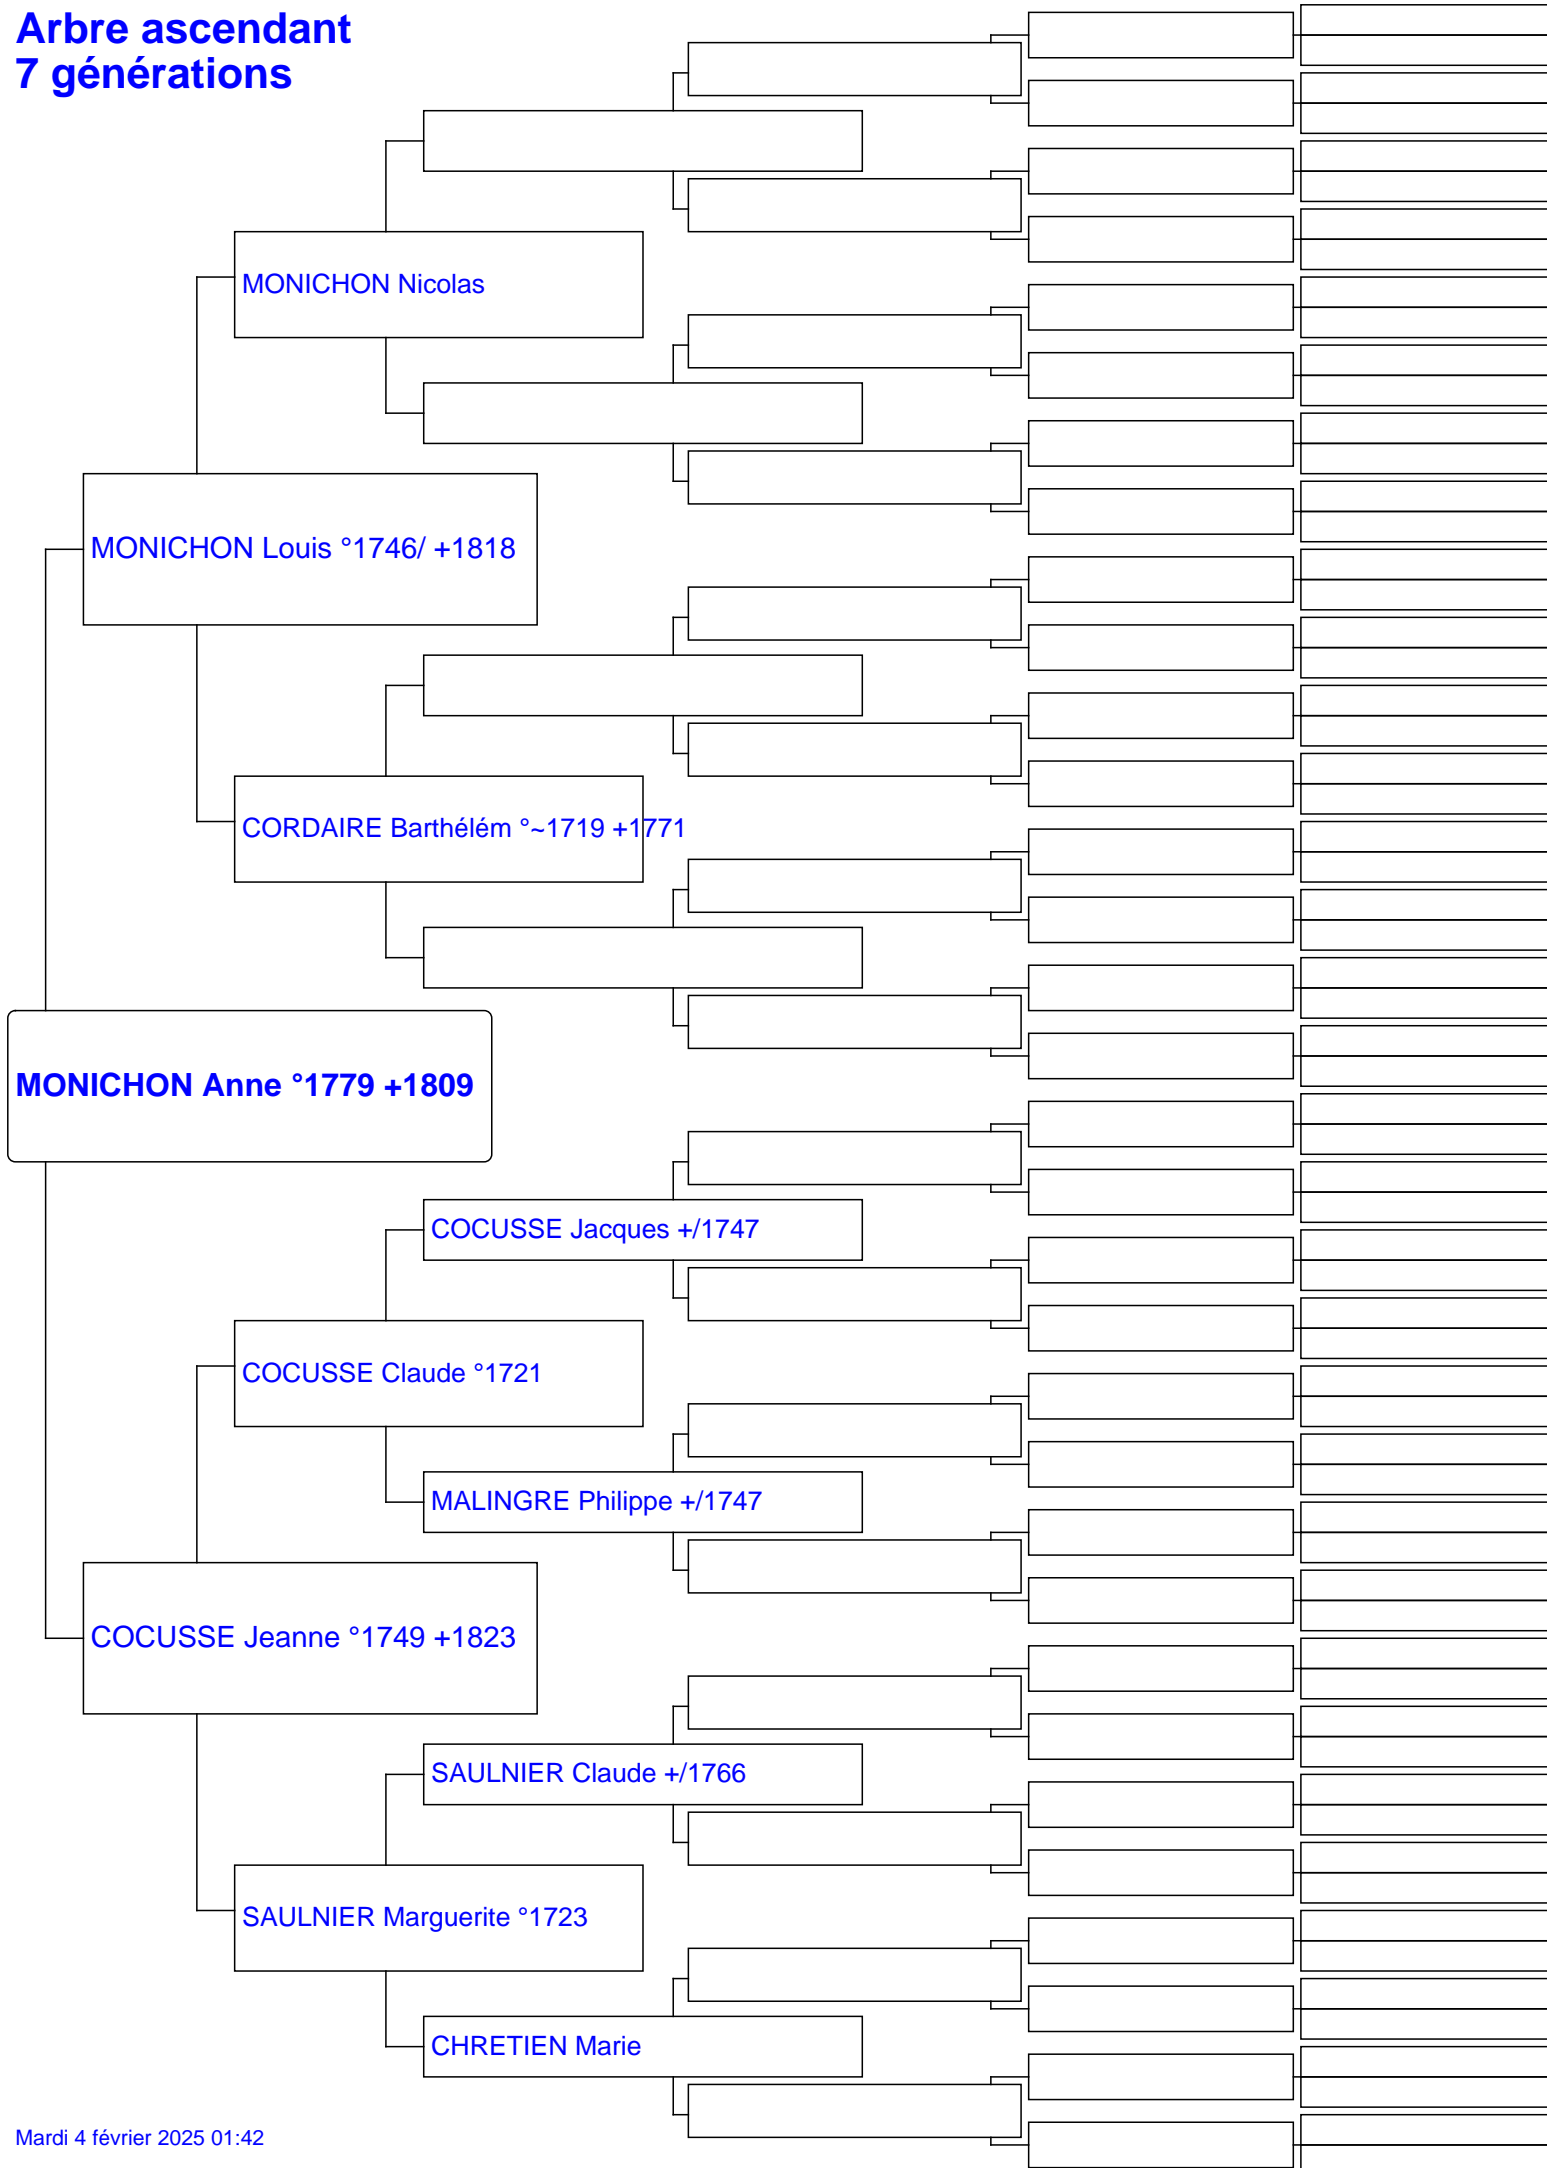 Arbre ascendant
7 générations
MONICHON Nicolas
MONICHON Louis °1746/ +1818
CORDAIRE Barthélém °~1719 +1771
MONICHON Anne °1779 +1809
COCUSSE Jacques +/1747
COCUSSE Claude °1721
MALINGRE Philippe +/1747
COCUSSE Jeanne °1749 +1823
SAULNIER Claude +/1766
SAULNIER Marguerite °1723
CHRETIEN Marie
Mardi 4 février 2025 01:42